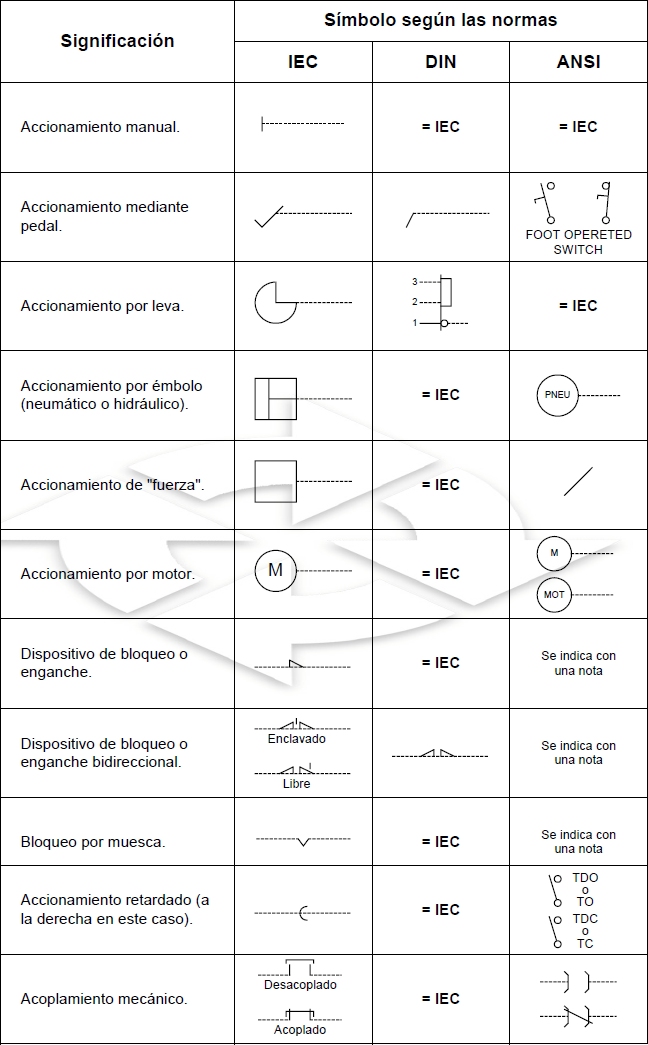 Significación
Símbolo según las normas
IEC
DIN
ANSI
Accionamiento manual.
= IEC
= IEC
Accionamiento mediante
pedal.
FOOT OPERETED
SWITCH
Accionamiento por leva.
3
2
1
= IEC
Accionamiento por émbolo
(neumático o hidráulico).
= IEC
PNEU
Accionamiento de "fuerza".
= IEC
Accionamiento por motor.
M
= IEC
M
MOT
Dispositivo de bloqueo o
enganche.
= IEC
Se indica con
una nota
Dispositivo de bloqueo o
enganche bidireccional.
Enclavado
Libre
Se indica con
una nota
Bloqueo por muesca.
= IEC
Se indica con
una nota
Accionamiento retardado (a
la derecha en este caso).
= IEC
TDO
o
TO
TDC
o
TC
Acoplamiento mecánico.
Desacoplado
Acoplado
= IEC